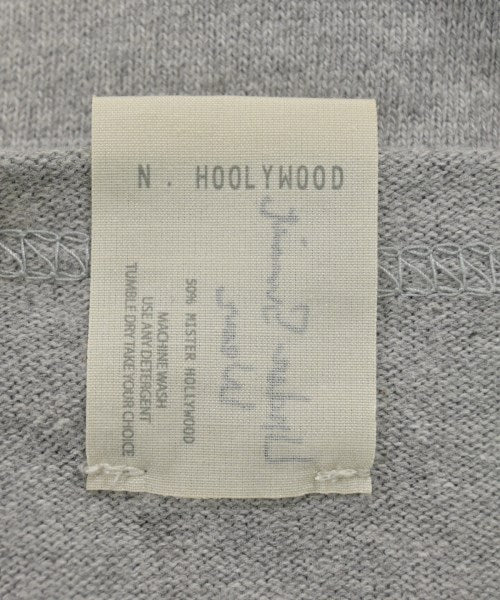 N. HOOLYWOOD
50% MISTER HOLLYWOOD
MACHINE WASH
USE ANY DETERGENT
TUMBLE DRY TAKE YOUR CHOICE